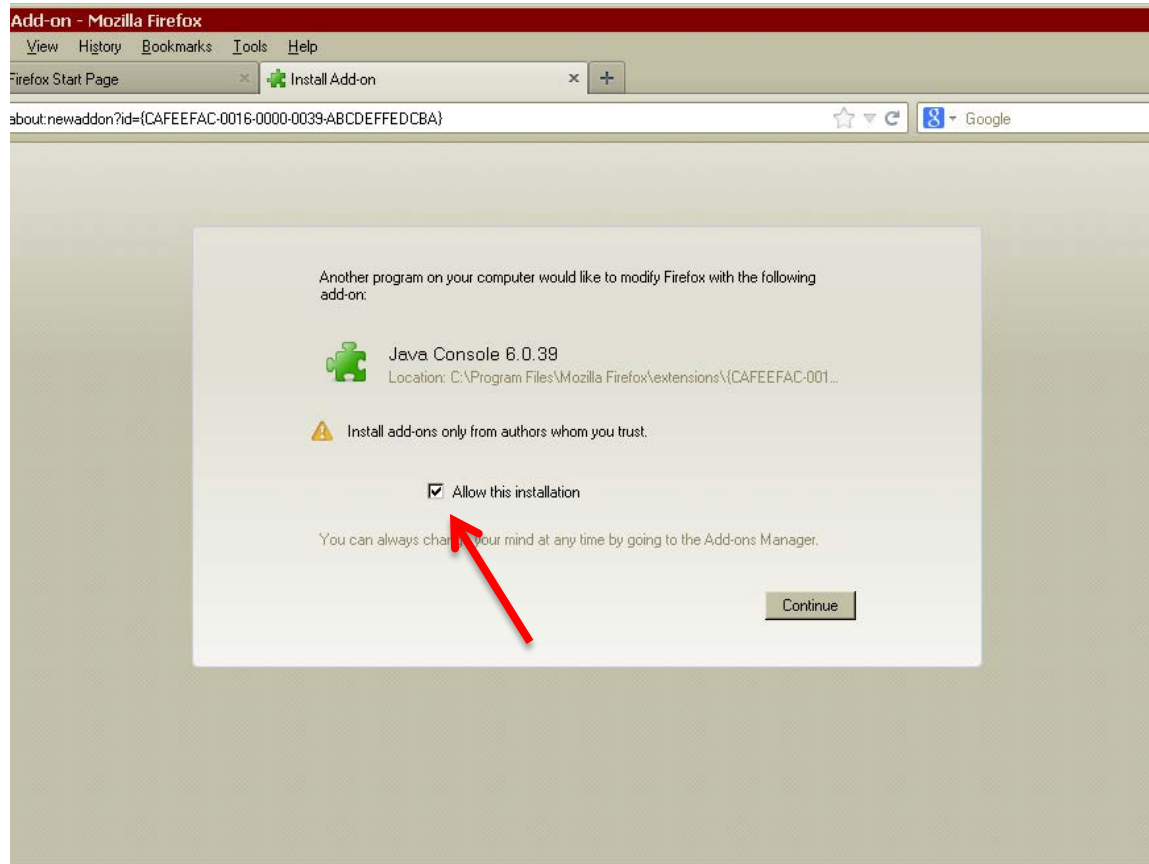 Add-on - Mozilla Firefox
View History Bookmarks Tools Help
Firefox Start Page Install Add-on
about:newaddon?id={CAFEEFAC-0016-0000-0039-ABCDEFFEDCBA} Google
Another program on your computer would like to modify Firefox with the following
add-on:
Java Console 6.0.39
Location: C:\Program Files\Mozilla Firefox\extensions\{CAFEEFAC-001...
Install add-ons only from authors whom you trust.
Allow this installation
You can always change your mind at any time by going to the Add-ons Manager.
Continue